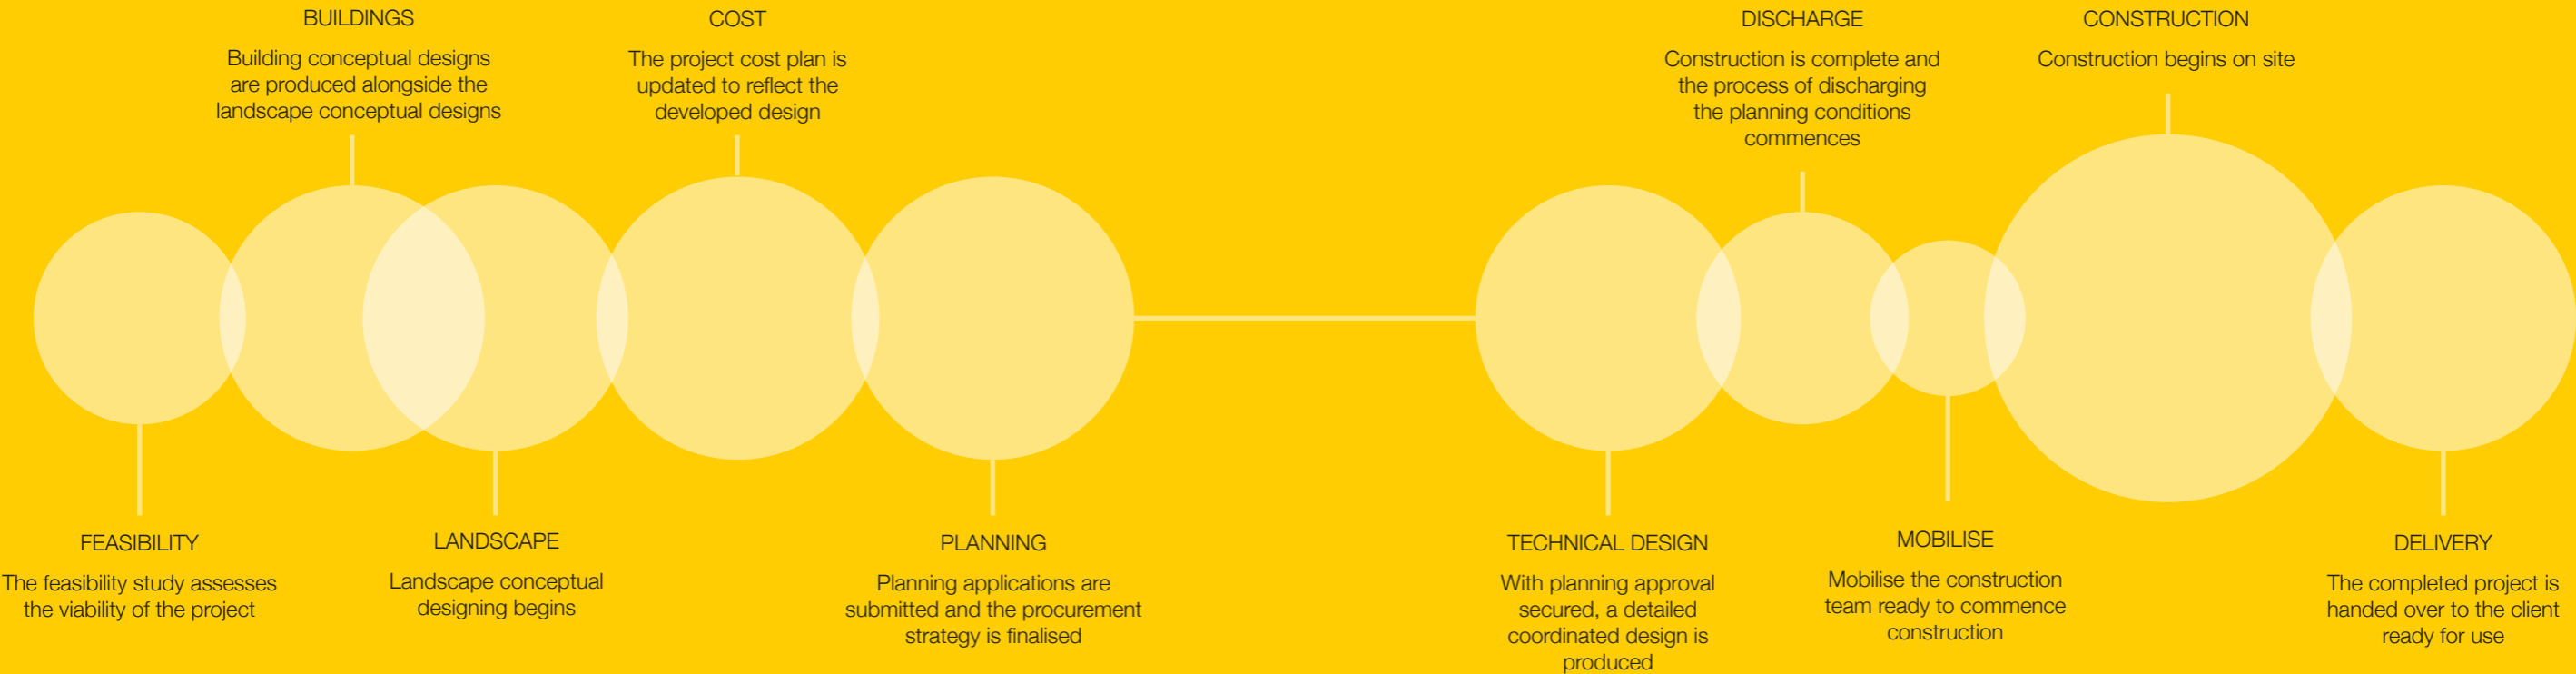 BUILDINGS
Building conceptual designs
are produced alongside the
landscape conceptual designs
COST
The project cost plan is
updated to reflect the
developed design
DISCHARGE
Construction is complete and
the process of discharging
the planning conditions
commences
CONSTRUCTION
Construction begins on site
FEASIBILITY
The feasibility study assesses
the viability of the project
LANDSCAPE
Landscape conceptual
designing begins
PLANNING
Planning applications are
submitted and the procurement
strategy is finalised
TECHNICAL DESIGN
With planning approval
secured, a detailed
coordinated design is
produced
MOBILISE
Mobilise the construction
team ready to commence
construction
DELIVERY
The completed project is
handed over to the client
ready for use